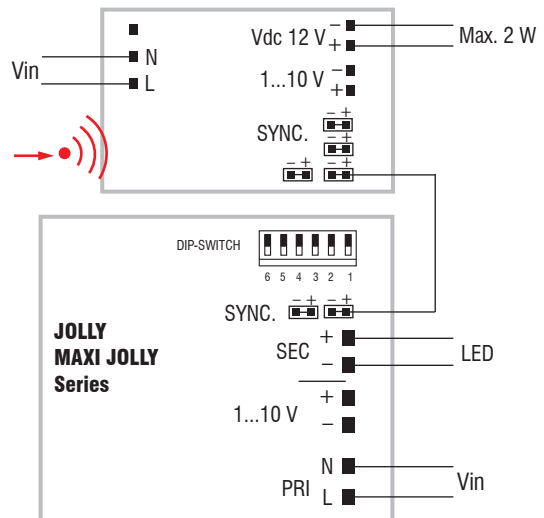 Vdc 12 V - Max. 2 W
+
N
Vin
L
1...10 V -
+
- +
SYNC.
- +
- + - +
DIP-SWITCH
6 5 4 3 2 1
- + - +
SYNC.
JOLLY
MAXI JOLLY
Series
+
SEC LED
-
+
1...10 V
-
N
PRI Vin
L